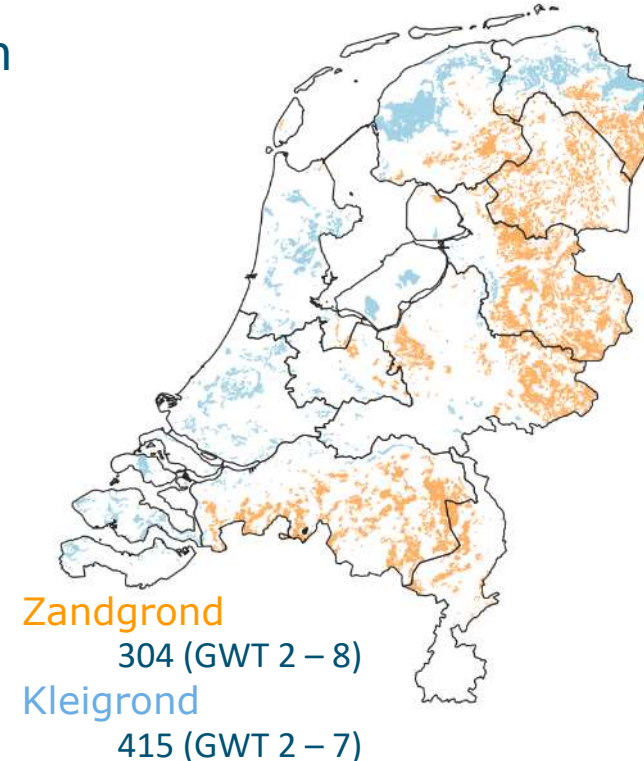 Zandgrond
304 (GWT 2 – 8)
Kleigrond
415 (GWT 2 – 7)